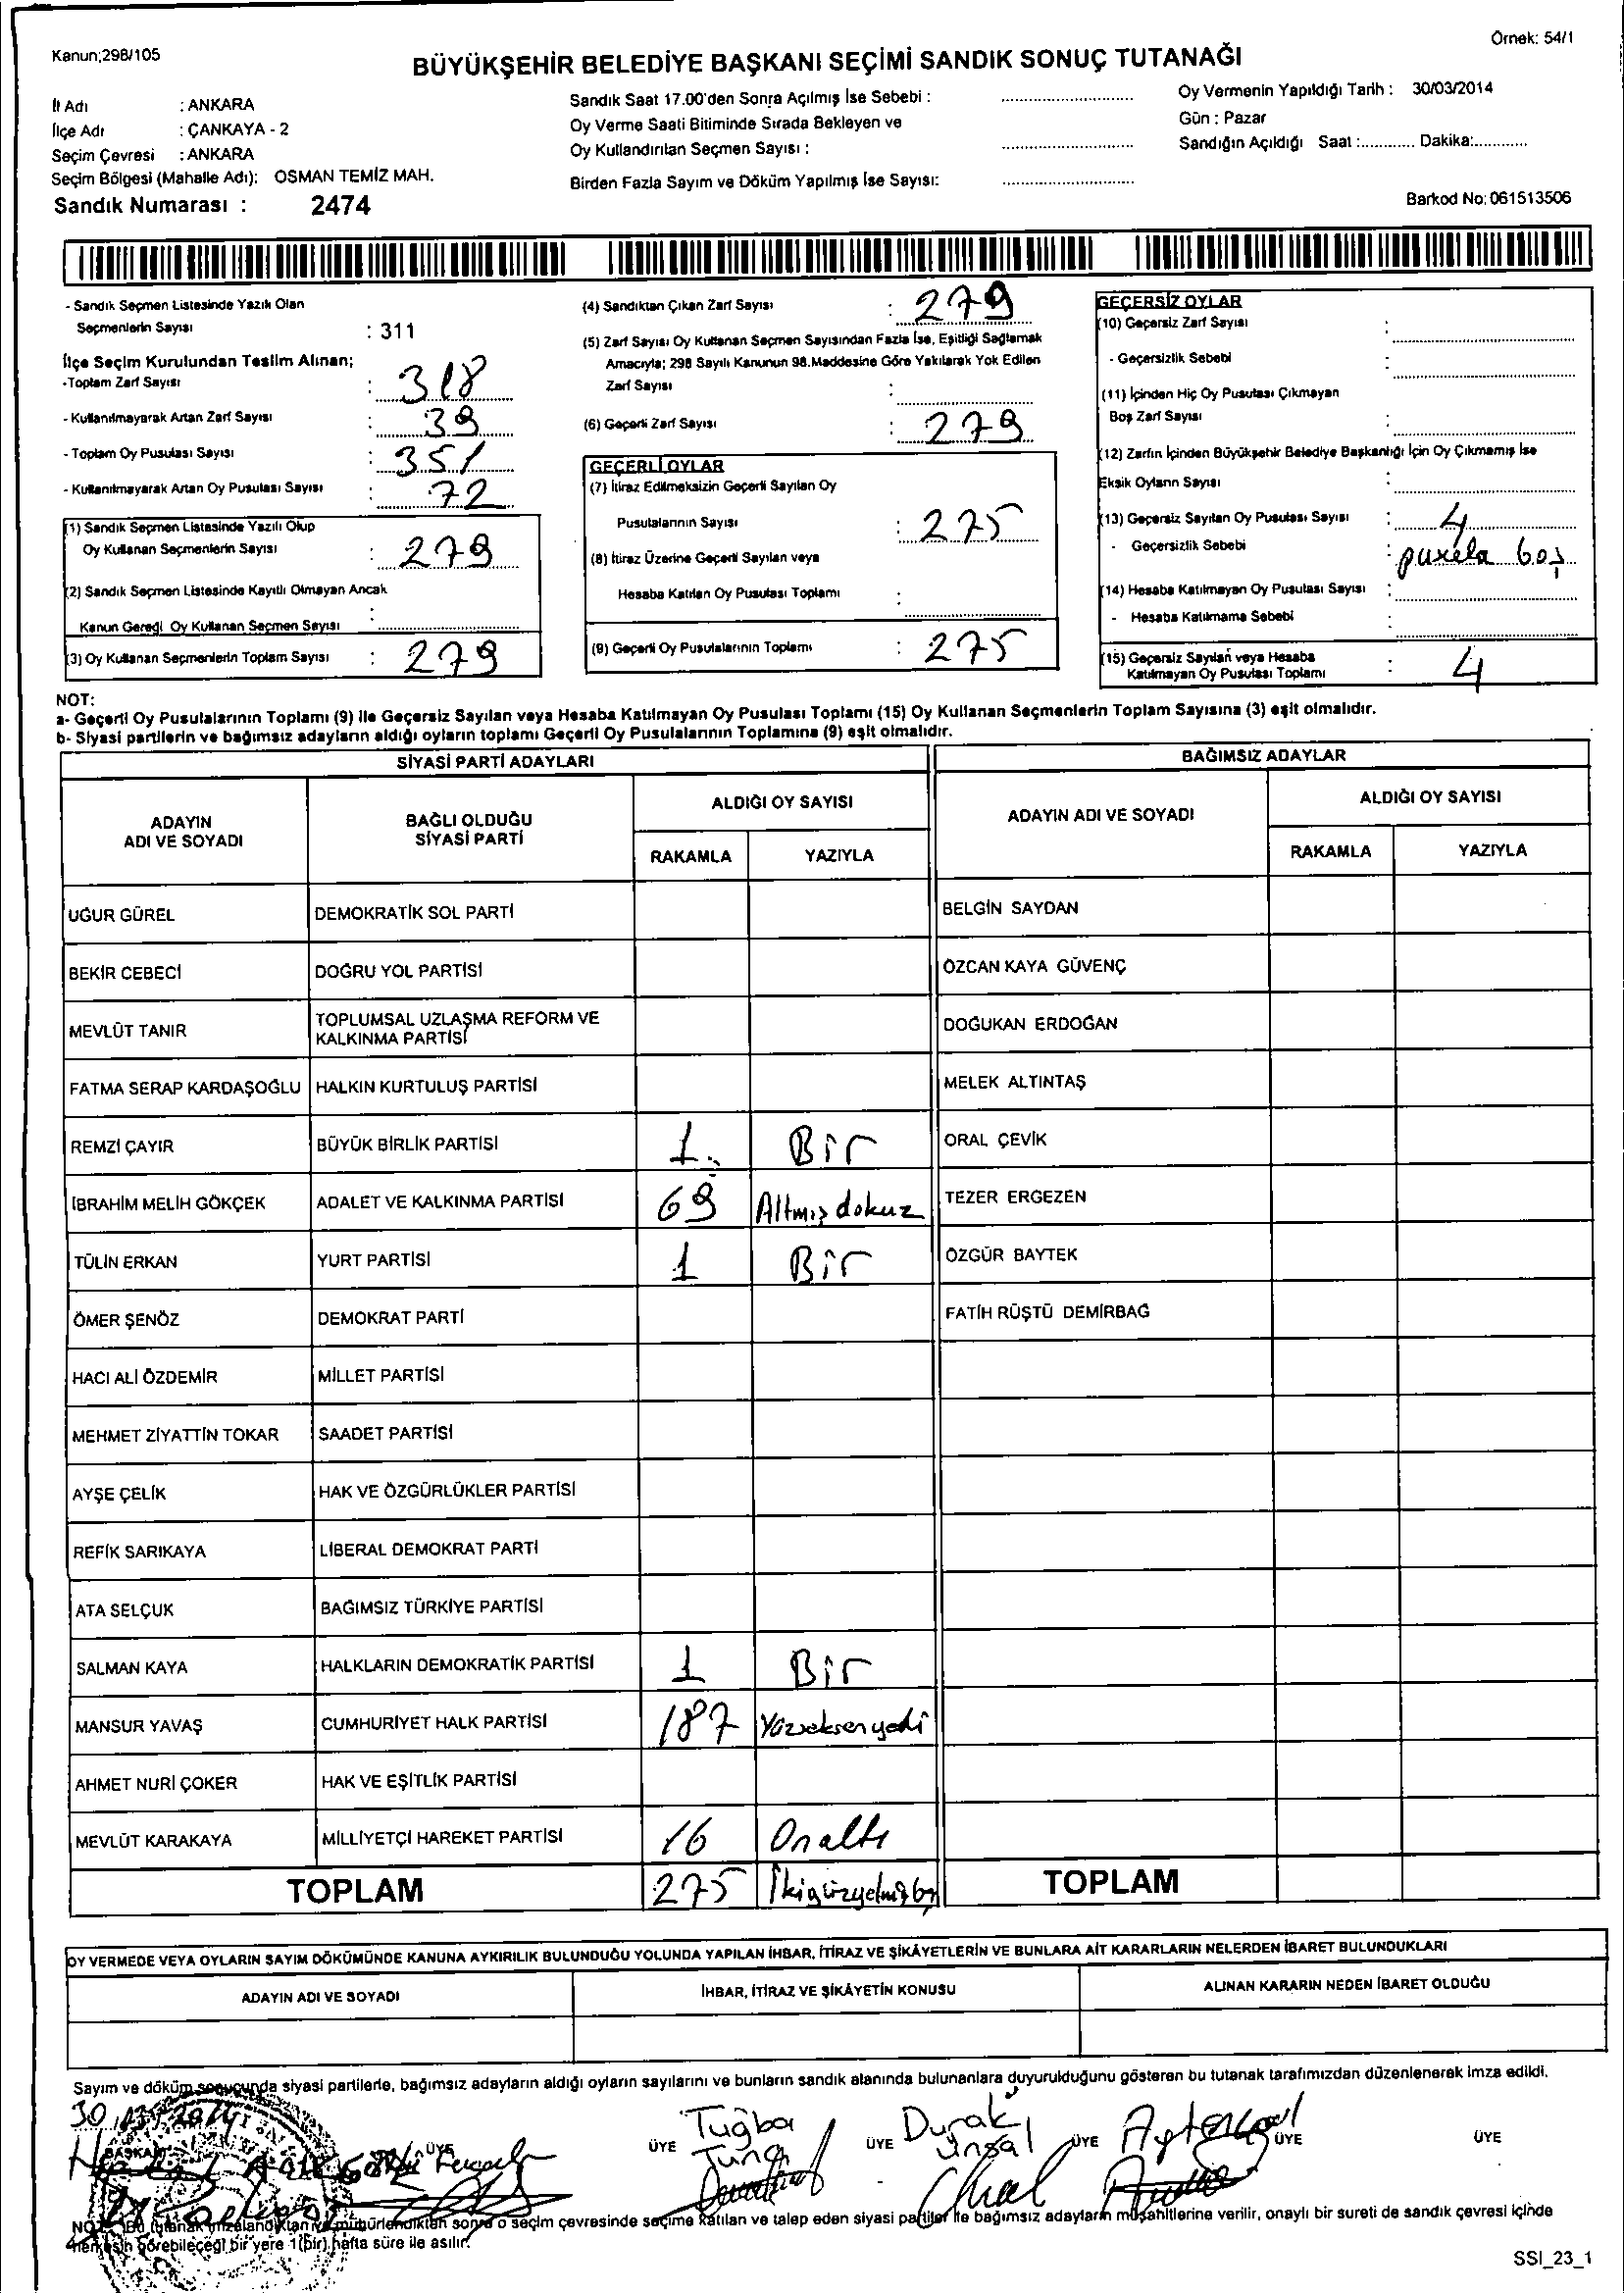 Kanun;298/105
Örnek: 54/1
BÜYÜKŞEHİR BELEDİYE BAŞKANI SEÇİMİ SANDIK SONUÇ TUTANAĞI
İl Adı : ANKARA
İlçe Adı : ÇANKAYA - 2
Seçim Çevresi : ANKARA
Seçim Bölgesi (Mahalle Adı): OSMAN TEMİZ MAH.
Sandık Numarası : 2474
Sandık Saat 17.00'den Sonra Açılmış İse Sebebi :
Oy Verme Saati Bitiminde Sırada Bekleyen ve
Oy Kullandırılan Seçmen Sayısı :
Birden Fazla Sayım ve Döküm Yapılmış İse Sayısı:
Oy Vermenin Yapıldığı Tarih : 30/03/2014
Gün : Pazar
Sandığın Açıldığı Saat :............ Dakika:............
Barkod No: 061513506
- Sandık Seçmen Listesinde Yazılı Olan
Seçmenlerin Sayısı : 311
İlçe Seçim Kurulundan Teslim Alınan;
-Toplam Zarf Sayısı : 318
- Kullanılmayarak Artan Zarf Sayısı : 39
- Toplam Oy Pusulası Sayısı : 351
- Kullanılmayarak Artan Oy Pusulası Sayısı : 72
(1) Sandık Seçmen Listesinde Yazılı Olup
Oy Kullanan Seçmenlerin Sayısı : 279
(2) Sandık Seçmen Listesinde Kayıtlı Olmayan Ancak
Kanun Gereği Oy Kullanan Seçmen Sayısı :
(3) Oy Kullanan Seçmenlerin Toplam Sayısı : 279
(4) Sandıktan Çıkan Zarf Sayısı : 279
(5) Zarf Sayısı Oy Kullanan Seçmen Sayısından Fazla İse, Eşitliği Sağlamak
Amacıyla; 298 Sayılı Kanunun 98.Maddesine Göre Yakılarak Yok Edilen
Zarf Sayısı :
(6) Geçerli Zarf Sayısı : 279
GEÇERLİ OYLAR
(7) İtiraz Edilmeksizin Geçerli Sayılan Oy
Pusulalarının Sayısı : 275
(8) İtiraz Üzerine Geçerli Sayılan veya
Hesaba Katılan Oy Pusulası Toplamı :
(9) Geçerli Oy Pusulalarının Toplamı : 275
GEÇERSİZ OYLAR
(10) Geçersiz Zarf Sayısı :
- Geçersizlik Sebebi :
(11) İçinden Hiç Oy Pusulası Çıkmayan
Boş Zarf Sayısı :
(12) Zarfın İçinden Büyükşehir Belediye Başkanlığı İçin Oy Çıkmamış İse
Eksik Oyların Sayısı :
(13) Geçersiz Sayılan Oy Pusulası Sayısı : 4
- Geçersizlik Sebebi : pusela boş
(14) Hesaba Katılmayan Oy Pusulası Sayısı :
- Hesaba Katılmama Sebebi :
(15) Geçersiz Sayılan veya Hesaba
Katılmayan Oy Pusulası Toplamı : 4
NOT:
a- Geçerli Oy Pusulalarının Toplamı (9) ile Geçersiz Sayılan veya Hesaba Katılmayan Oy Pusulası Toplamı (15) Oy Kullanan Seçmenlerin Toplam Sayısına (3) eşit olmalıdır.
b- Siyasi partilerin ve bağımsız adayların aldığı oyların toplamı Geçerli Oy Pusulalarının Toplamına (9) eşit olmalıdır.
SİYASİ PARTİ ADAYLARI BAĞIMSIZ ADAYLAR
ADAYIN
ADI VE SOYADI
BAĞLI OLDUĞU
SİYASİ PARTİ
ALDIĞI OY SAYISI
RAKAMLA YAZIYLA
ADAYIN ADI VE SOYADI
ALDIĞI OY SAYISI
RAKAMLA YAZIYLA
UĞUR GÜREL DEMOKRATİK SOL PARTİ BELGİN SAYDAN
BEKİR CEBECİ DOĞRU YOL PARTİSİ ÖZCAN KAYA GÜVENÇ
MEVLÜT TANIR TOPLUMSAL UZLAŞMA REFORM VE
KALKINMA PARTİSİ DOĞUKAN ERDOĞAN
FATMA SERAP KARDAŞOĞLU HALKIN KURTULUŞ PARTİSİ MELEK ALTINTAŞ
REMZİ ÇAYIR BÜYÜK BİRLİK PARTİSİ 1 Bir ORAL ÇEVİK
İBRAHİM MELİH GÖKÇEK ADALET VE KALKINMA PARTİSİ 69 Altmış dokuz TEZER ERGEZEN
TÜLİN ERKAN YURT PARTİSİ 1 Bir ÖZGÜR BAYTEK
ÖMER ŞENÖZ DEMOKRAT PARTİ FATİH RÜŞTÜ DEMİRBAĞ
HACI ALİ ÖZDEMİR MİLLET PARTİSİ
MEHMET ZİYATTİN TOKAR SAADET PARTİSİ
AYŞE ÇELİK HAK VE ÖZGÜRLÜKLER PARTİSİ
REFİK SARIKAYA LİBERAL DEMOKRAT PARTİ
ATA SELÇUK BAĞIMSIZ TÜRKİYE PARTİSİ
SALMAN KAYA HALKLARIN DEMOKRATİK PARTİSİ 1 Bir
MANSUR YAVAŞ CUMHURİYET HALK PARTİSİ 187 Yüzseksenyedi
AHMET NURİ ÇOKER HAK VE EŞİTLİK PARTİSİ
MEVLÜT KARAKAYA MİLLİYETÇİ HAREKET PARTİSİ 16 Onaltı
TOPLAM 275 İkiyüzyetmişbeş TOPLAM
OY VERMEDE VEYA OYLARIN SAYIM DÖKÜMÜNDE KANUNA AYKIRILIK BULUNDUĞU YOLUNDA YAPILAN İHBAR, İTİRAZ VE ŞİKÂYETLERİN VE BUNLARA AİT KARARLARIN NELERDEN İBARET BULUNDUKLARI
ADAYIN ADI VE SOYADI İHBAR, İTİRAZ VE ŞİKÂYETİN KONUSU ALINAN KARARIN NEDEN İBARET OLDUĞU
Sayım ve döküm sonucunda siyasi partilerle, bağımsız adayların aldığı oyların sayılarını ve bunların sandık alanında bulunanlara duyurulduğunu gösteren bu tutanak tarafımızdan düzenlenerek imza edildi.
30.03.2014
BAŞKAN ÜYE ÜYE Tuğba Tunç ÜYE Durak Ünsal ÜYE ÜYE ÜYE
NOT: Bu tutanak imzalandıktan ve mühürlendikten sonra o seçim çevresinde seçime katılan ve talep eden siyasi partiler ile bağımsız adayların müşahitlerine verilir, onaylı bir sureti de sandık çevresi içinde
herkesin görebileceği bir yere 1(bir) hafta süre ile asılır.
SSI_23_1